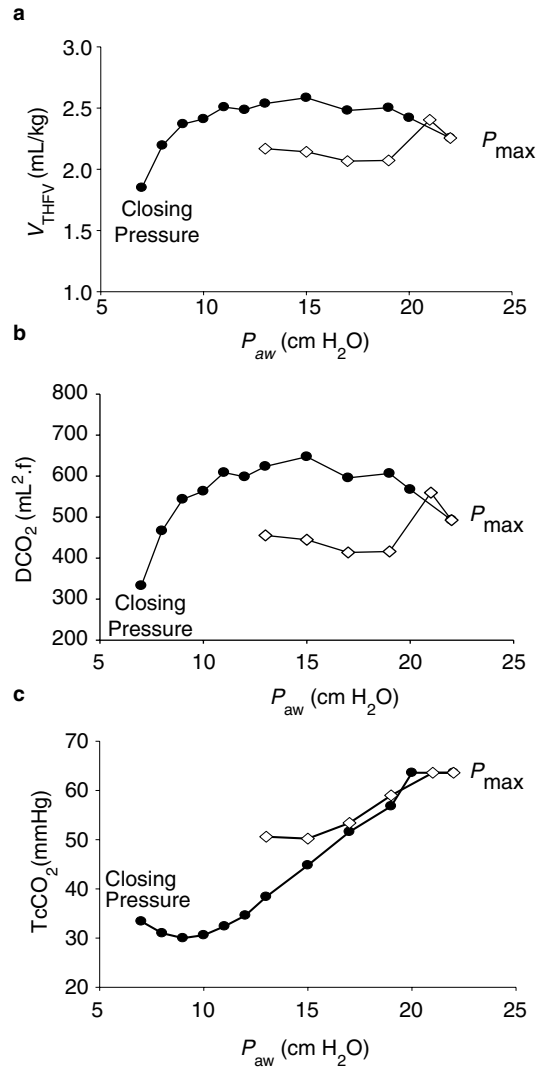 a
3.0
2.5
2.0
1.5
1.0
V_THFV (mL/kg)
Closing
Pressure
P_max
5 10 15 20 25
P_aw (cm H₂O)
b
800
700
600
500
400
300
200
DCO₂ (mL².f)
Closing
Pressure
P_max
5 10 15 20 25
P_aw (cm H₂O)
c
70
60
50
40
30
20
TcCO₂(mmHg)
Closing
Pressure
P_max
5 10 15 20 25
P_aw (cm H₂O)